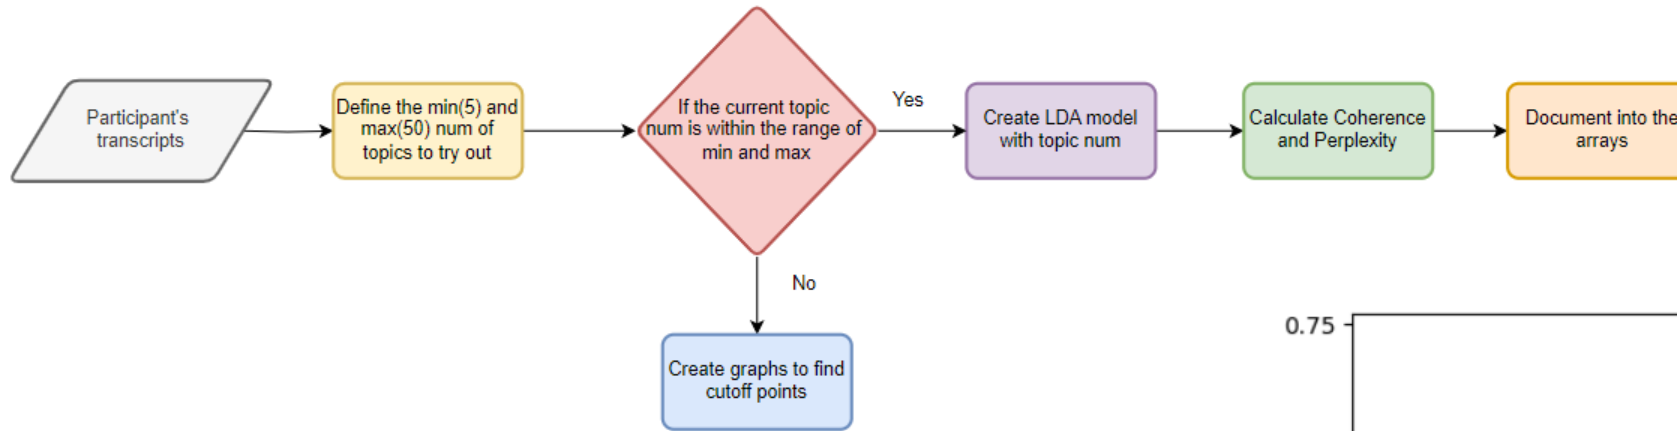 Participant's
transcripts
Define the min(5) and
max(50) num of
topics to try out
If the current topic
num is within the range of
min and max
Yes
Create LDA model
with topic num
Calculate Coherence
and Perplexity
Document into the
arrays
No
Create graphs to find
cutoff points
0.75